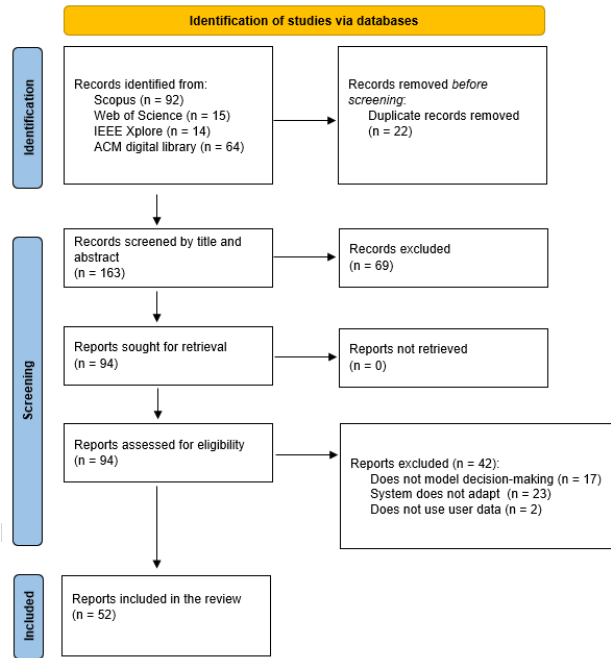 Identification of studies via databases
Identification
Records identified from:
Scopus (n = 92)
Web of Science (n = 15)
IEEE Xplore (n = 14)
ACM digital library (n = 64)
Records removed before
screening:
Duplicate records removed
(n = 22)
Screening
Records screened by title and
abstract
(n = 163)
Records excluded
(n = 69)
Reports sought for retrieval
(n = 94)
Reports not retrieved
(n = 0)
Reports assessed for eligibility
(n = 94)
Reports excluded (n = 42):
Does not model decision-making (n = 17)
System does not adapt (n = 23)
Does not use user data (n = 2)
Included
Reports included in the review
(n = 52)